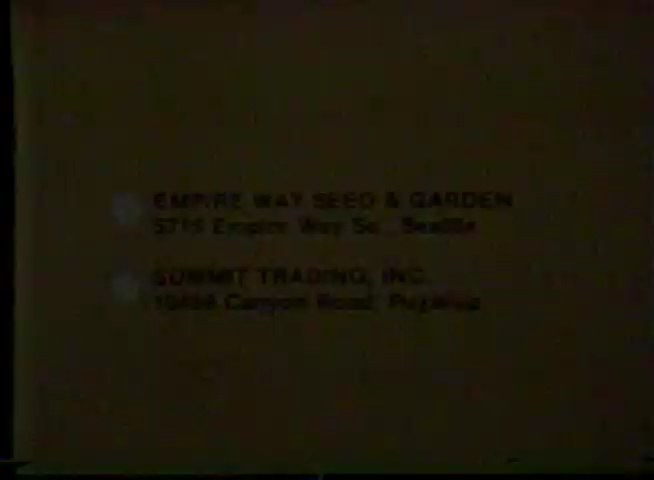 EMPIRE WAY SEED & GARDEN
5715 Empire Way So., Seattle
SUMMIT TRADING, INC.
Canyon Road, Puyallup